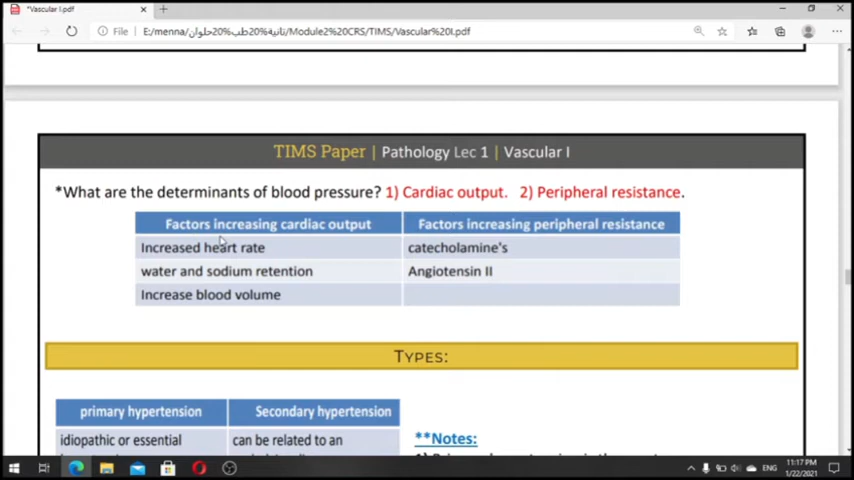 *Vascular I.pdf
File | E:/menna/ثانية%20طب%20حلوان/Module2%20CRS/TIMS/Vascular%20I.pdf
TIMS Paper | Pathology Lec 1 | Vascular I
*What are the determinants of blood pressure? 1) Cardiac output. 2) Peripheral resistance.
Factors increasing cardiac output Factors increasing peripheral resistance
Increased heart rate catecholamine's
water and sodium retention Angiotensin II
Increase blood volume
TYPES:
primary hypertension Secondary hypertension
idiopathic or essential can be related to an
**Notes:
ENG
11:17 PM
1/22/2021